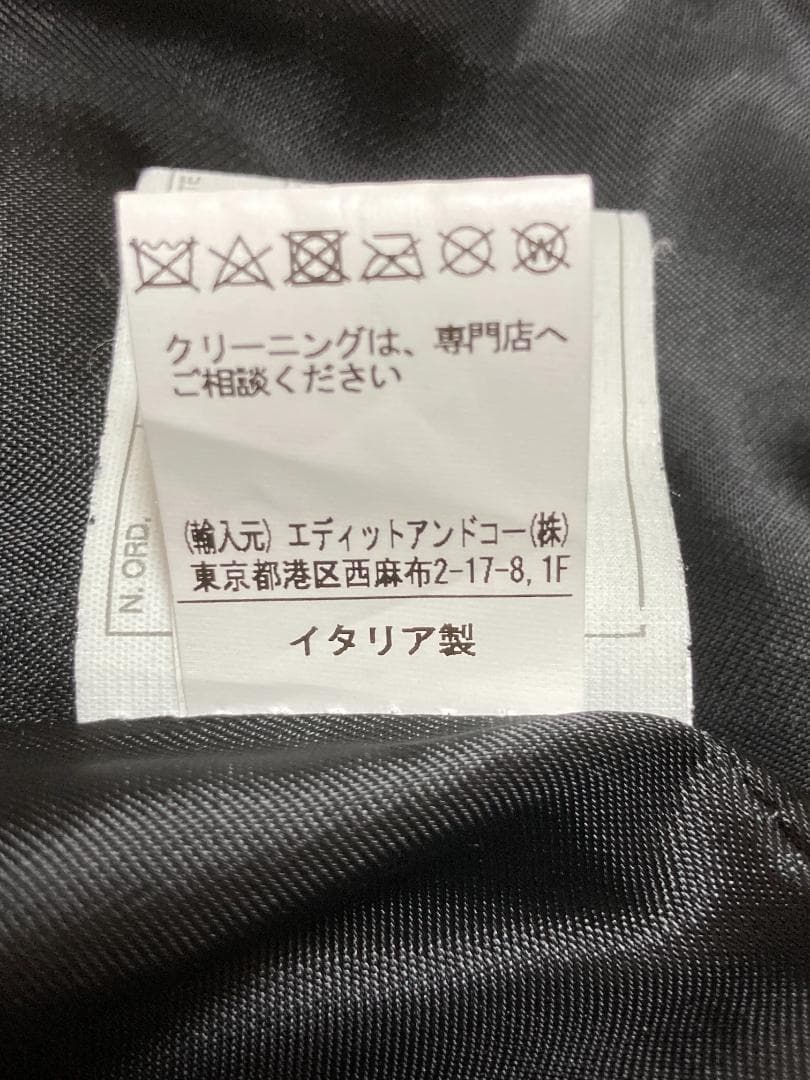 クリーニングは、専門店へ
ご相談ください
(輸入元) エディットアンドコー(株)
東京都港区西麻布2-17-8,1F
イタリア製
N. ORD.